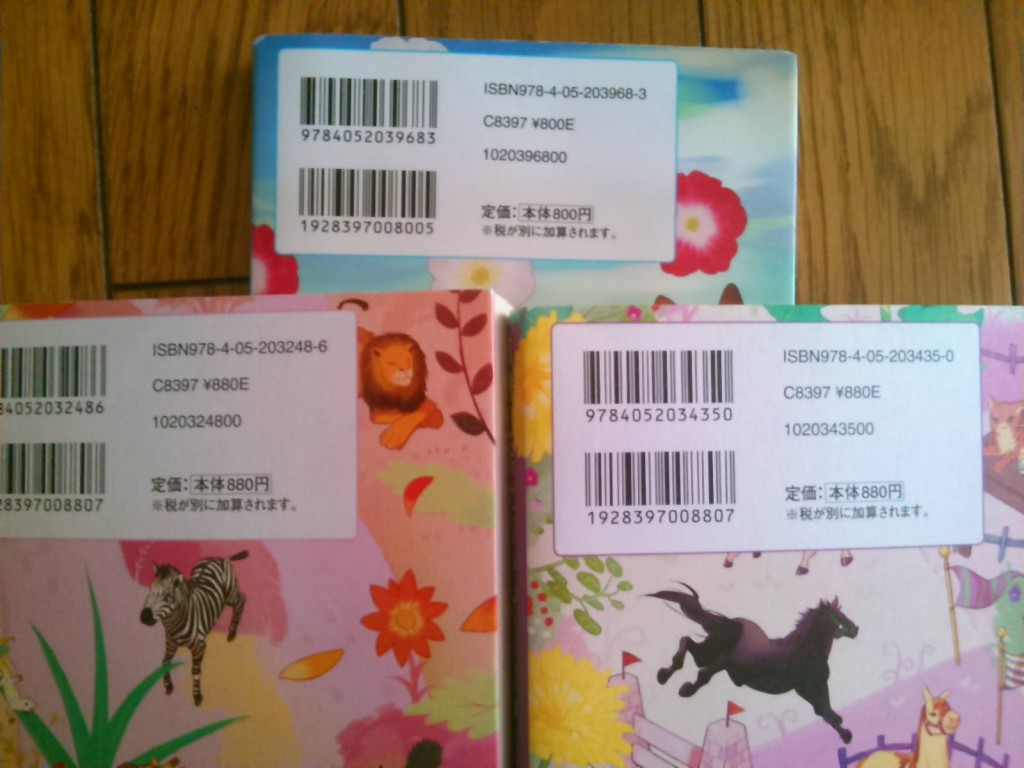 ISBN978-4-05-203968-3
C8397 ¥800E
9784052039683
1020396800
1928397008005
定価：本体800円
※税が別に加算されます。
ISBN978-4-05-203248-6
C8397 ¥880E
84052032486
1020324800
28397008807
定価：本体880円
※税が別に加算されます。
ISBN978-4-05-203435-0
C8397 ¥880E
9784052034350
1020343500
1928397008807
定価：本体880円
※税が別に加算されます。